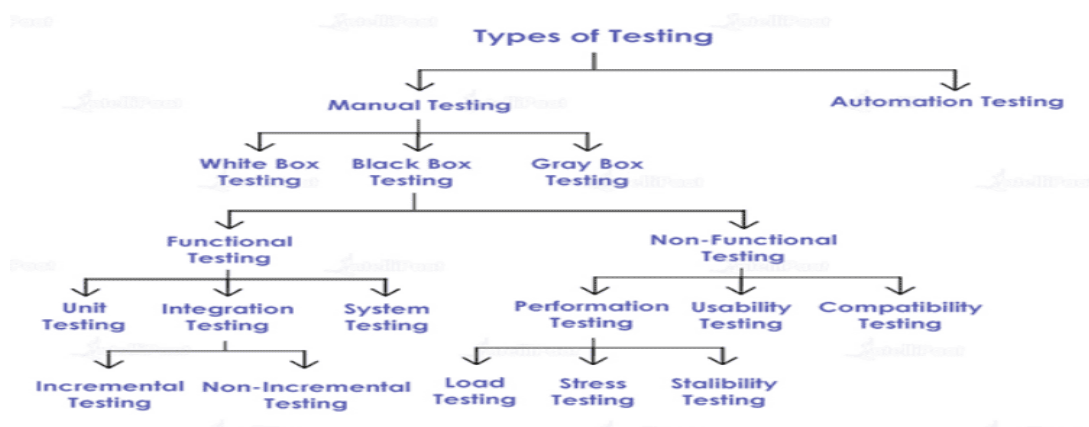 Types of Testing
Manual Testing
Automation Testing
White Box
Testing
Black Box
Testing
Gray Box
Testing
Functional
Testing
Non-Functional
Testing
Unit
Testing
Integration
Testing
System
Testing
Performation
Testing
Usability
Testing
Compatibility
Testing
Incremental
Testing
Non-Incremental
Testing
Load
Testing
Stress
Testing
Stalibility
Testing